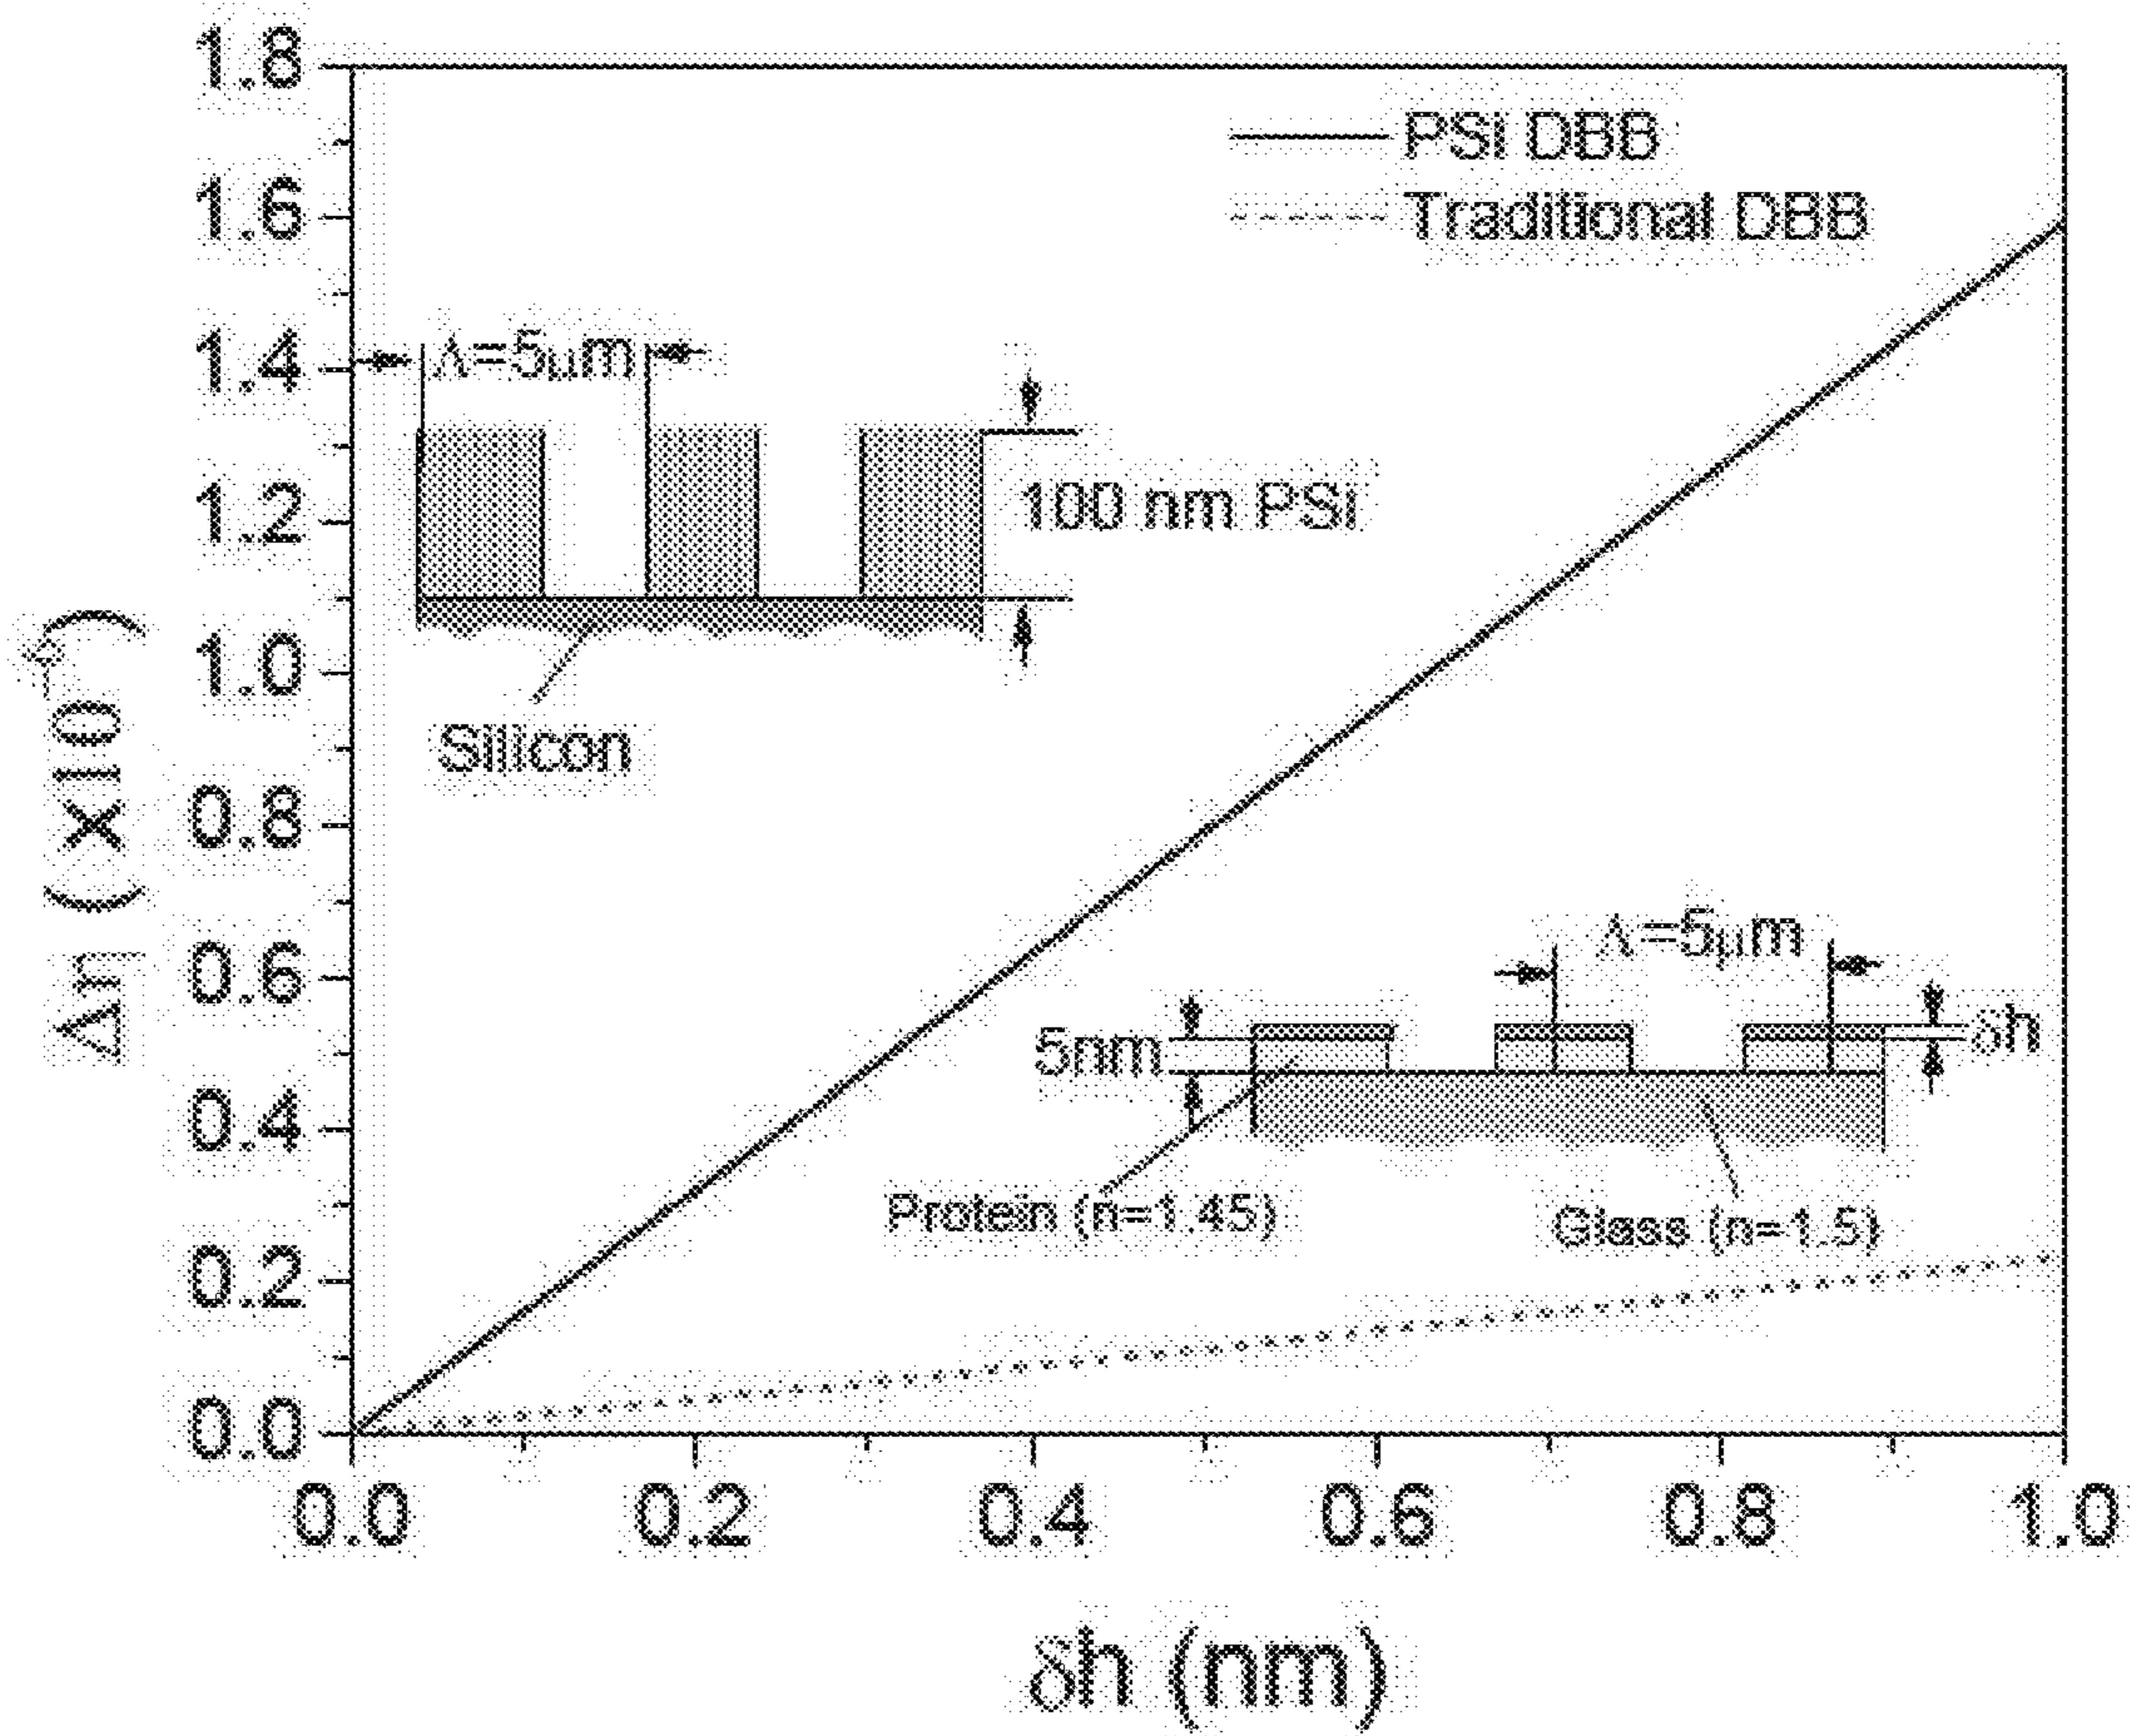 1.8
1.6
1.4
1.2
1.0
0.8
0.6
0.4
0.2
0.0
PSi DBB
Traditional DBB
Λ=5μm
100 nm PSi
Silicon
Λ=5μm
5nm
δh
Protein (n=1.45)
Glass (n=1.5)
0.0 0.2 0.4 0.6 0.8 1.0
δh (nm)